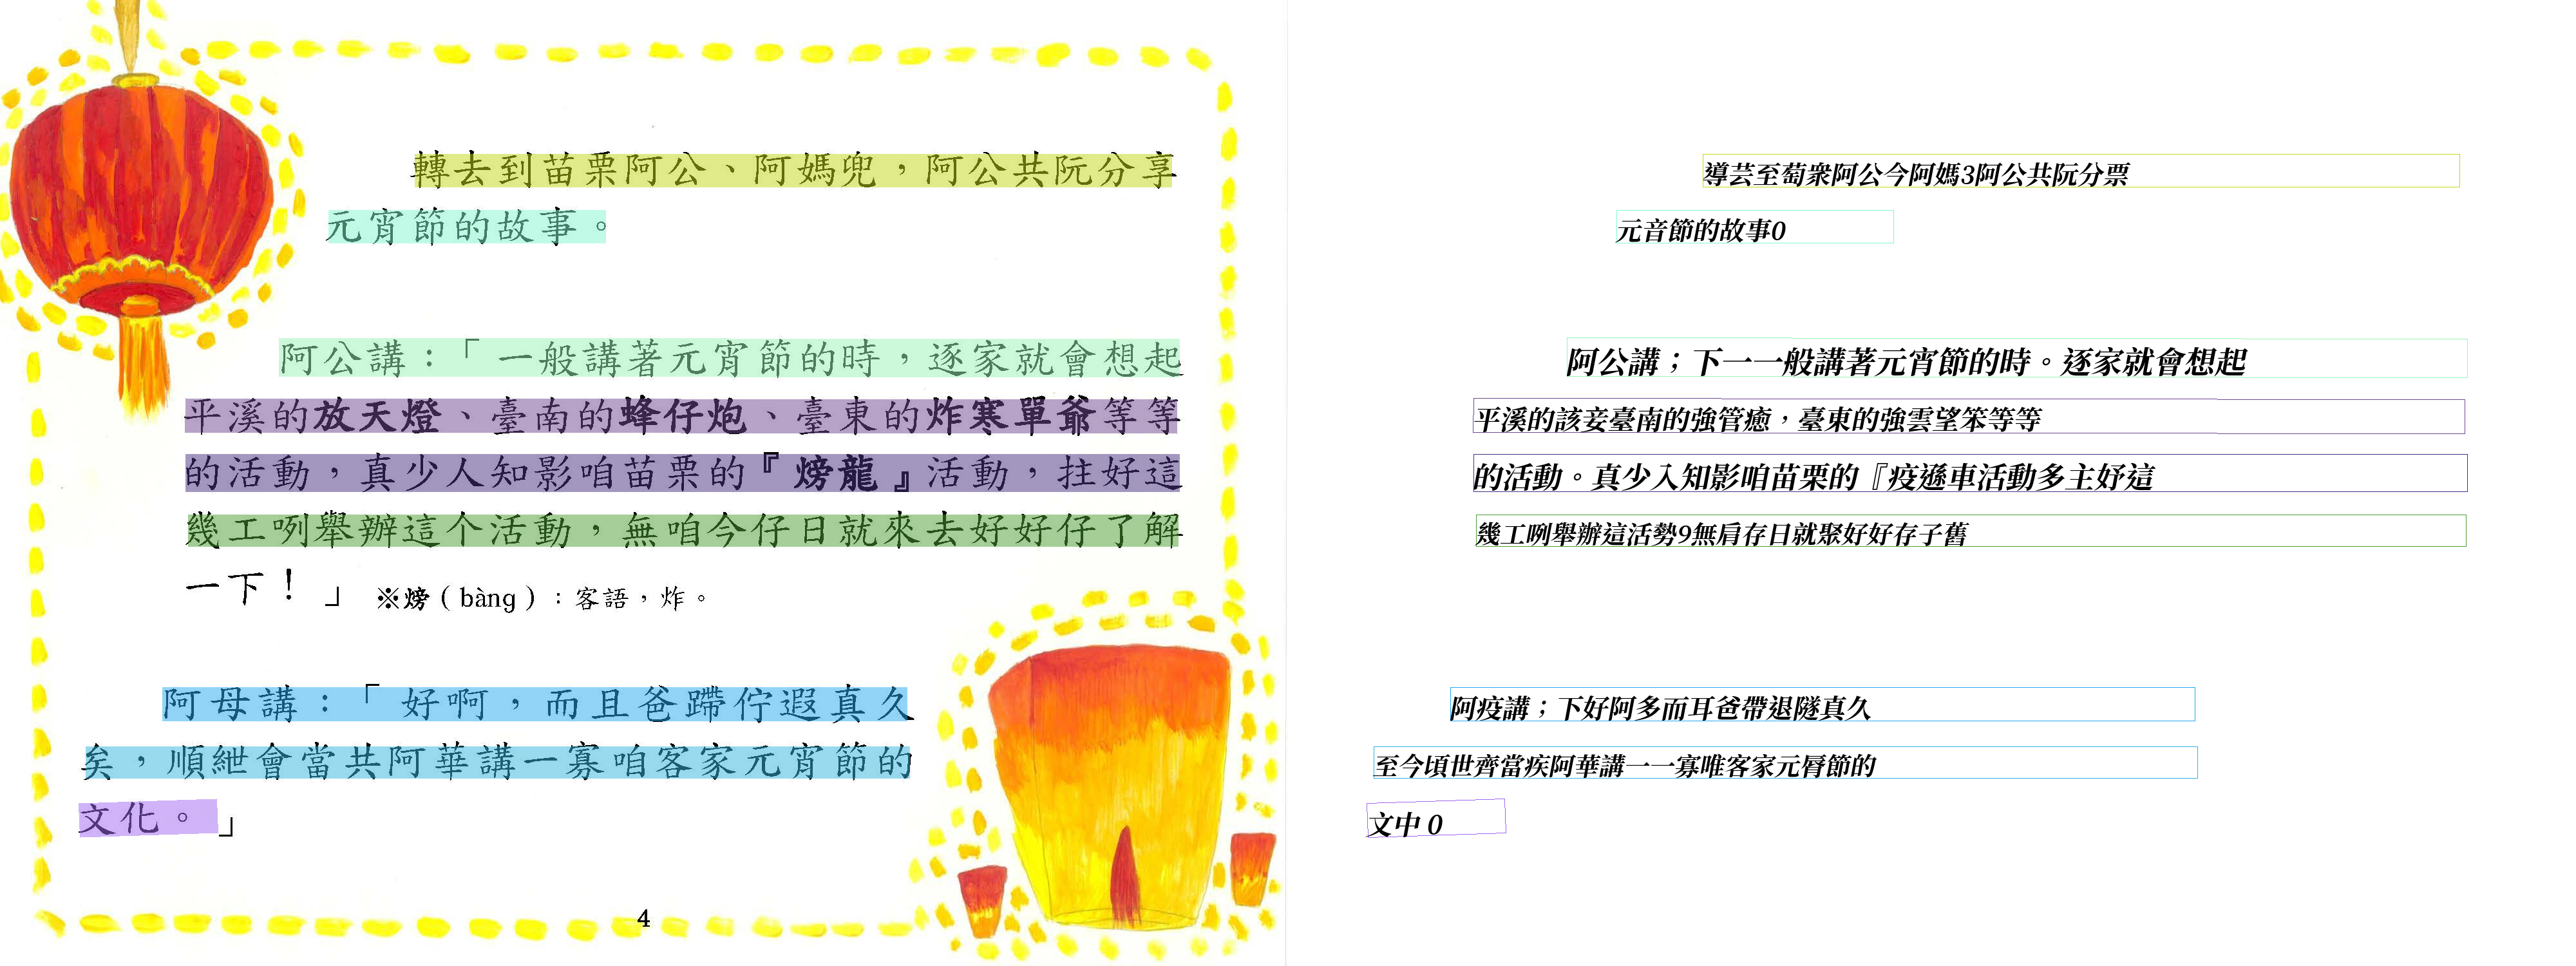 轉去到苗栗阿公、阿媽兜，阿公共阮分享
元宵節的故事。
阿公講：「一般講著元宵節的時，逐家就會想起
平溪的放天燈、臺南的蜂仔炮、臺東的炸寒單爺等等
的活動，真少人知影咱苗栗的『㷫龍』活動，拄好這
幾工咧舉辦這个活動，無咱今仔日就來去好好仔了解
一下！」 ※㷫（bàng）：客語，炸。
阿母講：「好啊，而且爸蹛佇遐真久
矣，順紲會當共阿華講一寡咱客家元宵節的
文化。」
4
導芸至萄衆阿公今阿媽3阿公共阮分票
元音節的故事0
阿公講；下一一般講著元宵節的時。逐家就會想起
平溪的該妾臺南的強管癒，臺東的強雲望笨等等
的活動。真少入知影咱苗栗的『疫遜車活動多主妤這
幾工咧舉辦這活勢9無肩存日就聚好好存子舊
阿疫講；下好阿多而耳爸帶退隧真久
至今頃世齊當疾阿華講一一寡唯客家元脣節的
文中 0